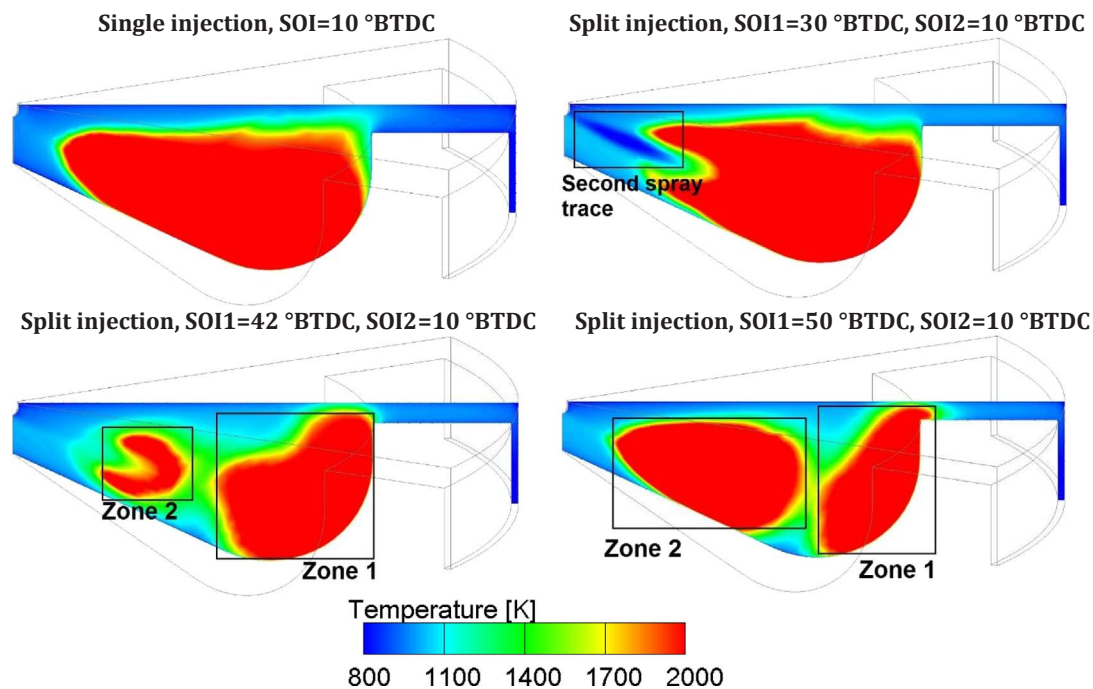 Single injection, SOI=10 °BTDC
Split injection, SOI1=30 °BTDC, SOI2=10 °BTDC
Second spray
trace
Split injection, SOI1=42 °BTDC, SOI2=10 °BTDC
Split injection, SOI1=50 °BTDC, SOI2=10 °BTDC
Zone 2
Zone 1
Zone 2
Zone 1
Temperature [K]
800 1100 1400 1700 2000